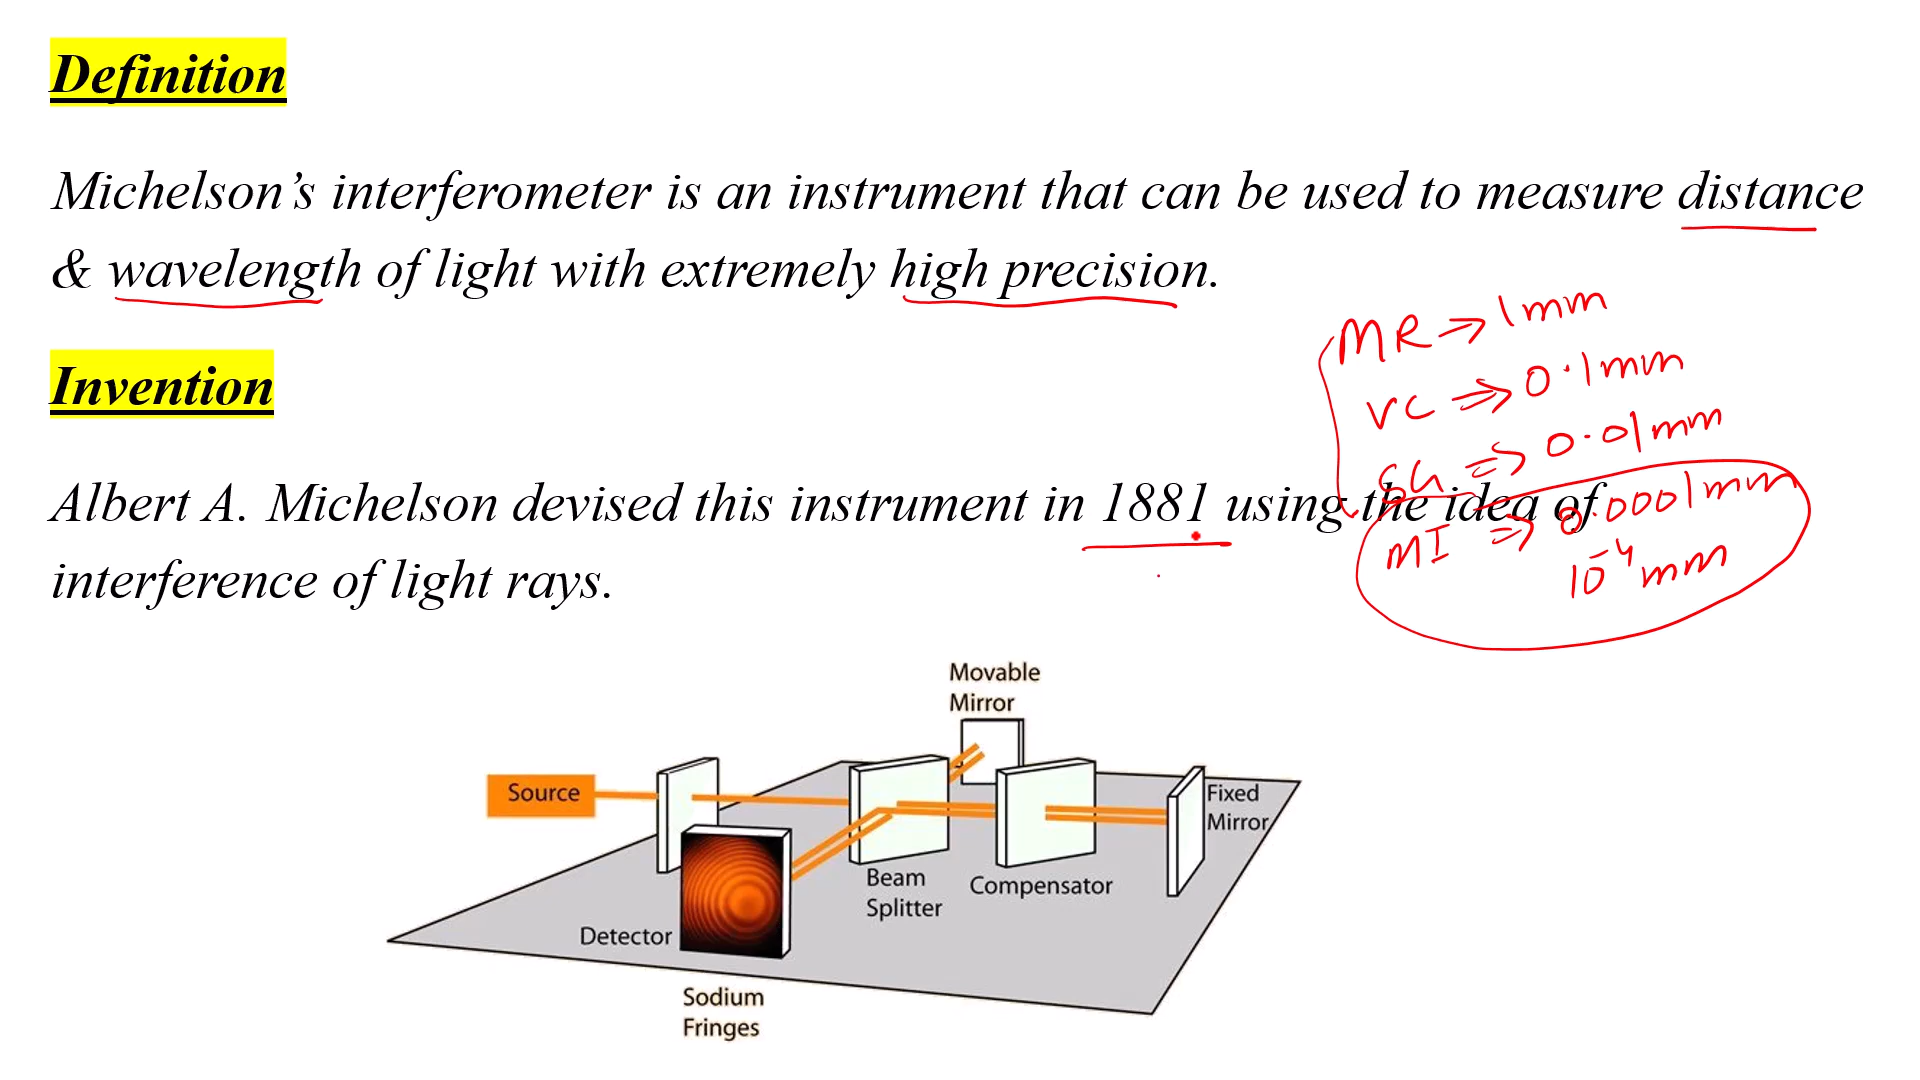 Definition
Michelson’s interferometer is an instrument that can be used to measure distance
& wavelength of light with extremely high precision.
MR → 1mm
VC ⇒ 0.1mm
SG ⇒ 0.01mm
MI ⇒ 0.0001mm
10⁻⁴ mm
Invention
Albert A. Michelson devised this instrument in 1881 using the idea of
interference of light rays.
Movable
Mirror
Source
Fixed
Mirror
Beam
Splitter
Compensator
Detector
Sodium
Fringes